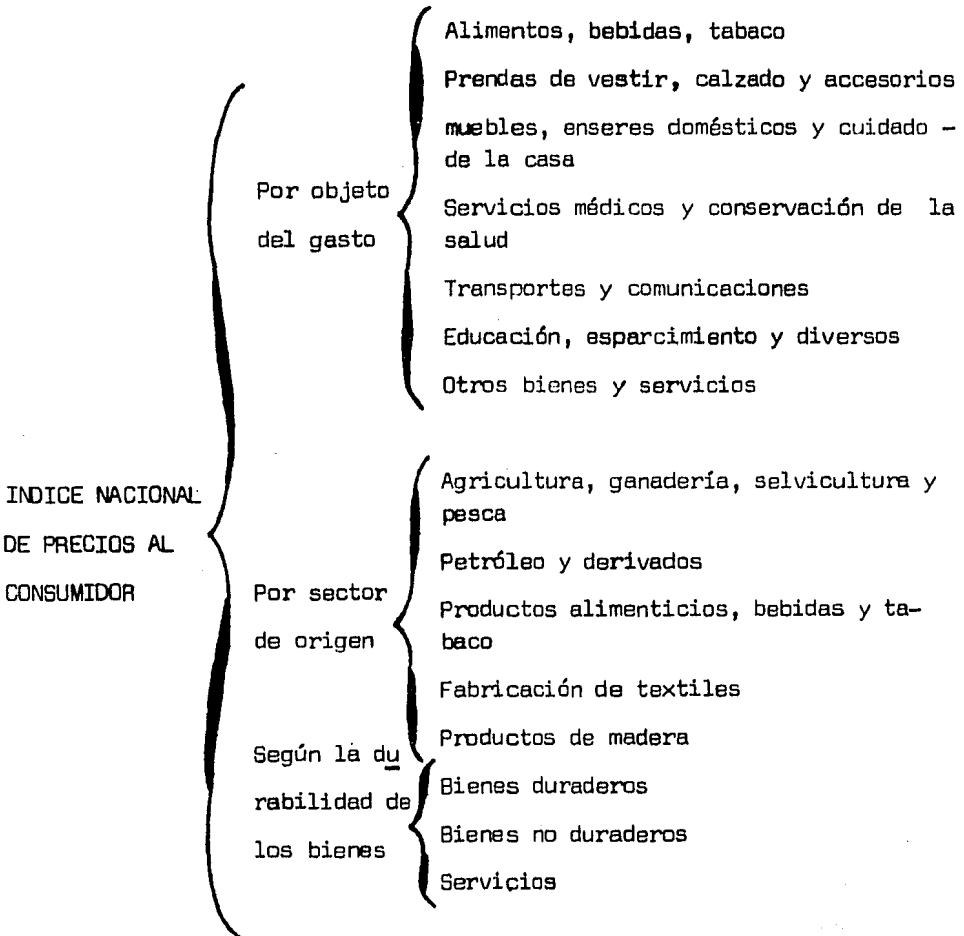 INDICE NACIONAL
DE PRECIOS AL
CONSUMIDOR
Por objeto
del gasto
Alimentos, bebidas, tabaco
Prendas de vestir, calzado y accesorios
muebles, enseres domésticos y cuidado -
de la casa
Servicios médicos y conservación de la
salud
Transportes y comunicaciones
Educación, esparcimiento y diversos
Otros bienes y servicios
Por sector
de origen
Agricultura, ganadería, selvicultura y
pesca
Petróleo y derivados
Productos alimenticios, bebidas y ta-
baco
Fabricación de textiles
Productos de madera
Según la du
rabilidad de
los bienes
Bienes duraderos
Bienes no duraderos
Servicios